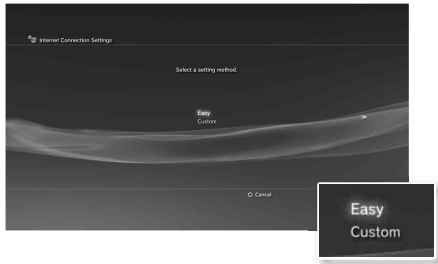 Internet Connection Settings
Select a setting method.
Easy
Custom
Cancel
Easy
Custom